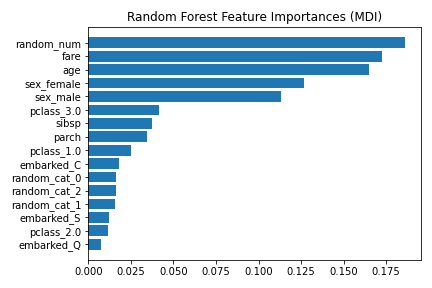 Random Forest Feature Importances (MDI)
random_num
fare
age
sex_female
sex_male
pclass_3.0
sibsp
parch
pclass_1.0
embarked_C
random_cat_0
random_cat_2
random_cat_1
embarked_S
pclass_2.0
embarked_Q
0.000 0.025 0.050 0.075 0.100 0.125 0.150 0.175